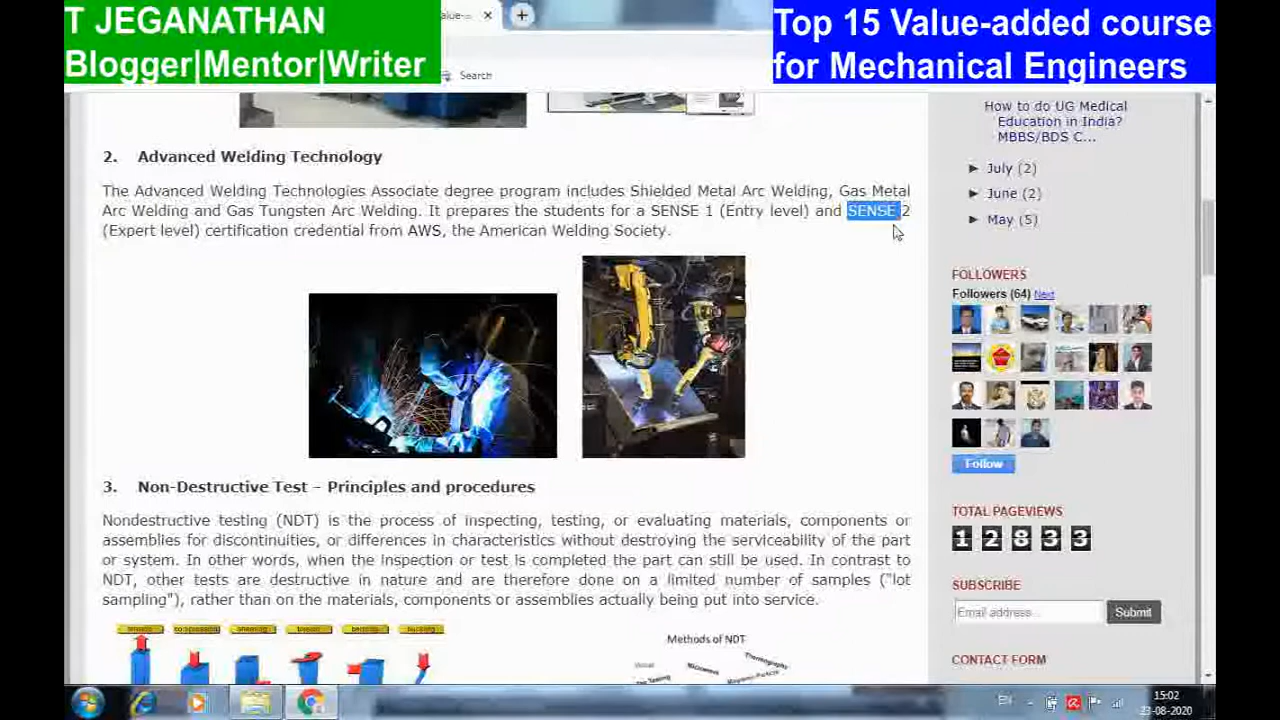 T JEGANATHAN
Blogger|Mentor|Writer
Top 15 Value-added course
for Mechanical Engineers
Search
2. Advanced Welding Technology
The Advanced Welding Technologies Associate degree program includes Shielded Metal Arc Welding, Gas Metal
Arc Welding and Gas Tungsten Arc Welding. It prepares the students for a SENSE 1 (Entry level) and SENSE 2
(Expert level) certification credential from AWS, the American Welding Society.
3. Non-Destructive Test – Principles and procedures
Nondestructive testing (NDT) is the process of inspecting, testing, or evaluating materials, components or
assemblies for discontinuities, or differences in characteristics without destroying the serviceability of the part
or system. In other words, when the inspection or test is completed the part can still be used. In contrast to
NDT, other tests are destructive in nature and are therefore done on a limited number of samples ("lot
sampling"), rather than on the materials, components or assemblies actually being put into service.
Methods of NDT
Visual
Microwave
Thermography
Magnetic Particle
How to do UG Medical
Education in India?
MBBS/BDS C...
► July (2)
► June (2)
► May (5)
FOLLOWERS
Followers (64) Next
Follow
TOTAL PAGEVIEWS
12833
SUBSCRIBE
Email address...
Submit
CONTACT FORM
EN
15:02
23-08-2020